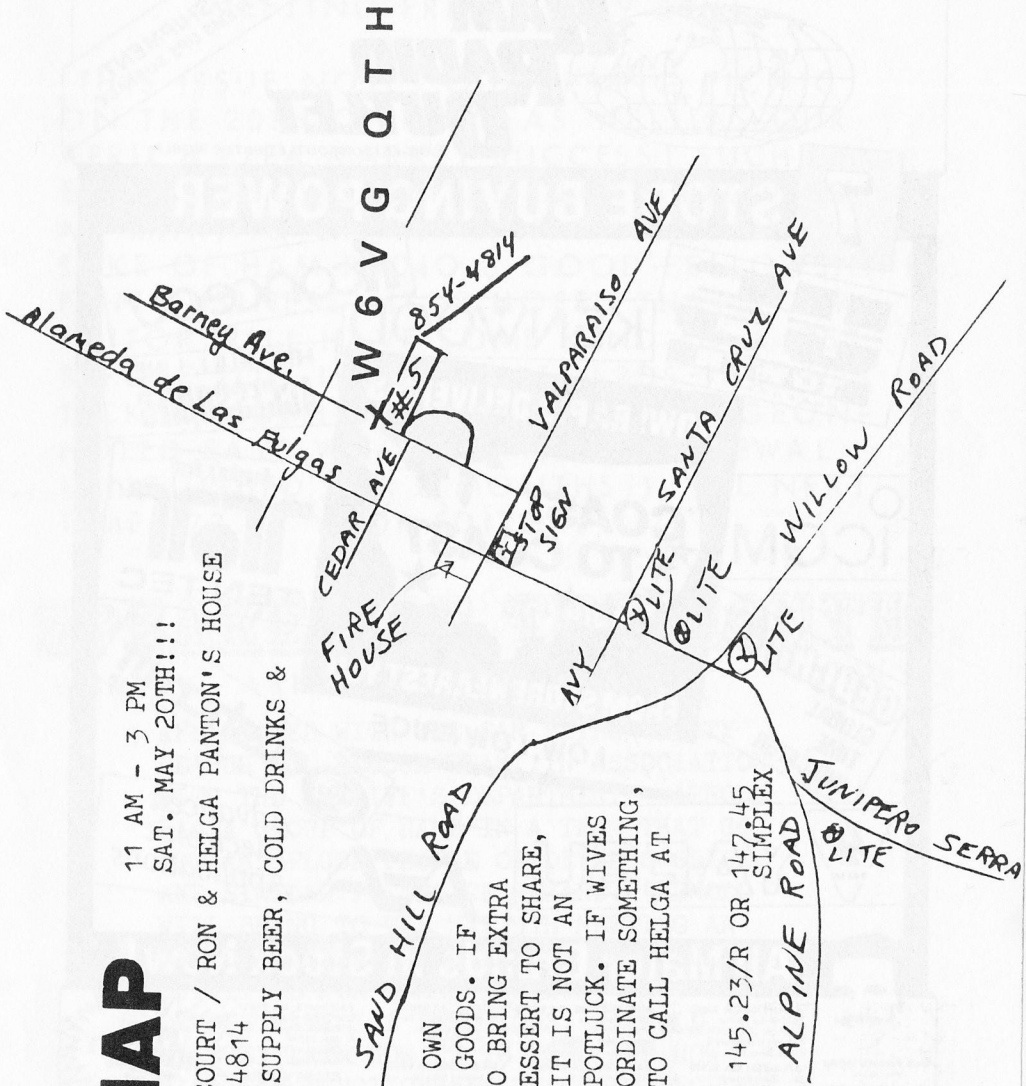 MAP
11 AM - 3 PM
SAT. MAY 20TH!!!
COURT / RON & HELGA PANTON'S HOUSE
4814
SUPPLY BEER, COLD DRINKS &
OWN
GOODS. IF
O BRING EXTRA
ESSERT TO SHARE,
IT IS NOT AN
POTLUCK. IF WIVES
ORDINATE SOMETHING,
TO CALL HELGA AT
145.23/R OR 147.45
SIMPLEX
W6VGQTH
Alameda de Las Pulgas
Barney Ave.
CEDAR AVE
X #5
854-4814
FIRE
HOUSE
STOP
SIGN
VALPARAISO AVE
AVY
SANTA CRUZ AVE
LITE
LITE
WILLOW ROAD
LITE
SAND HILL ROAD
ALPINE ROAD
JUNIPERO SERRA
LITE